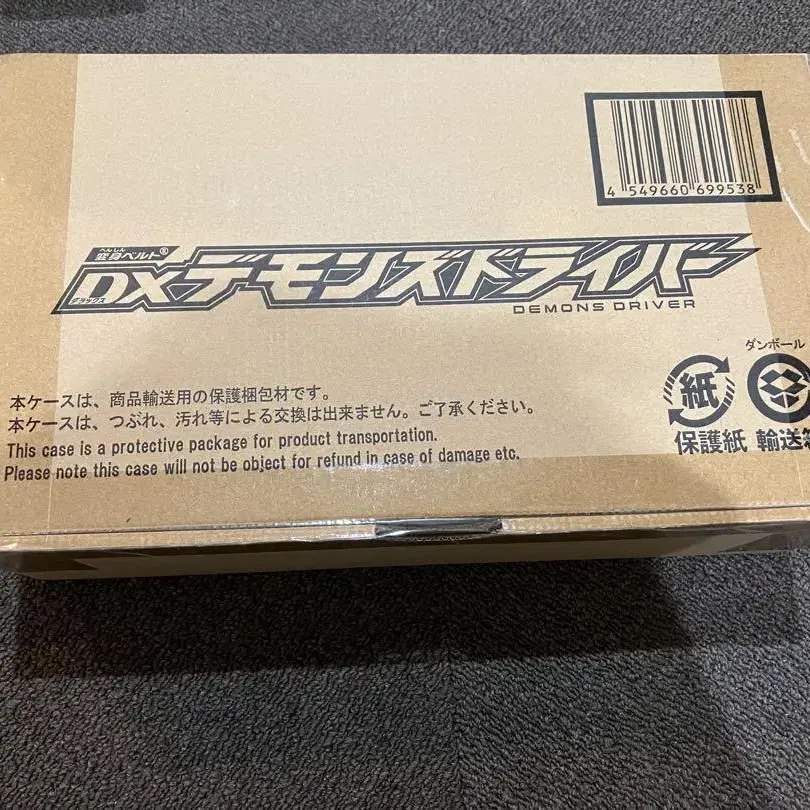 4 549660 699538
へんしん
変身ベルト®
DXデモンズドライバー
デラックス
DEMONS DRIVER
本ケースは、商品輸送用の保護梱包材です。
本ケースは、つぶれ、汚れ等による交換は出来ません。ご了承ください。
This case is a protective package for product transportation.
Please note this case will not be object for refund in case of damage etc.
ダンボール
紙
保護紙 輸送箱